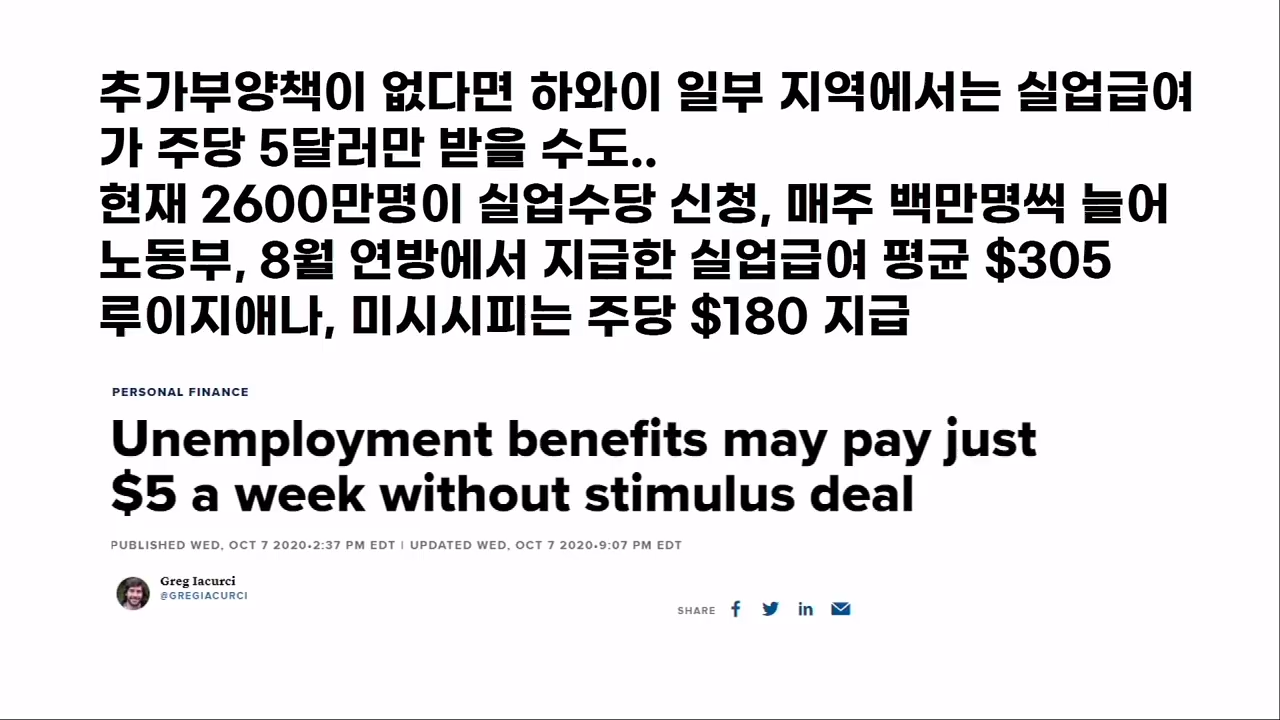 추가부양책이 없다면 하와이 일부 지역에서는 실업급여
가 주당 5달러만 받을 수도..
현재 2600만명이 실업수당 신청, 매주 백만명씩 늘어
노동부, 8월 연방에서 지급한 실업급여 평균 $305
루이지애나, 미시시피는 주당 $180 지급
PERSONAL FINANCE
Unemployment benefits may pay just
$5 a week without stimulus deal
PUBLISHED WED, OCT 7 2020•2:37 PM EDT | UPDATED WED, OCT 7 2020•9:07 PM EDT
Greg Iacurci
@GREGIACURCI
SHARE